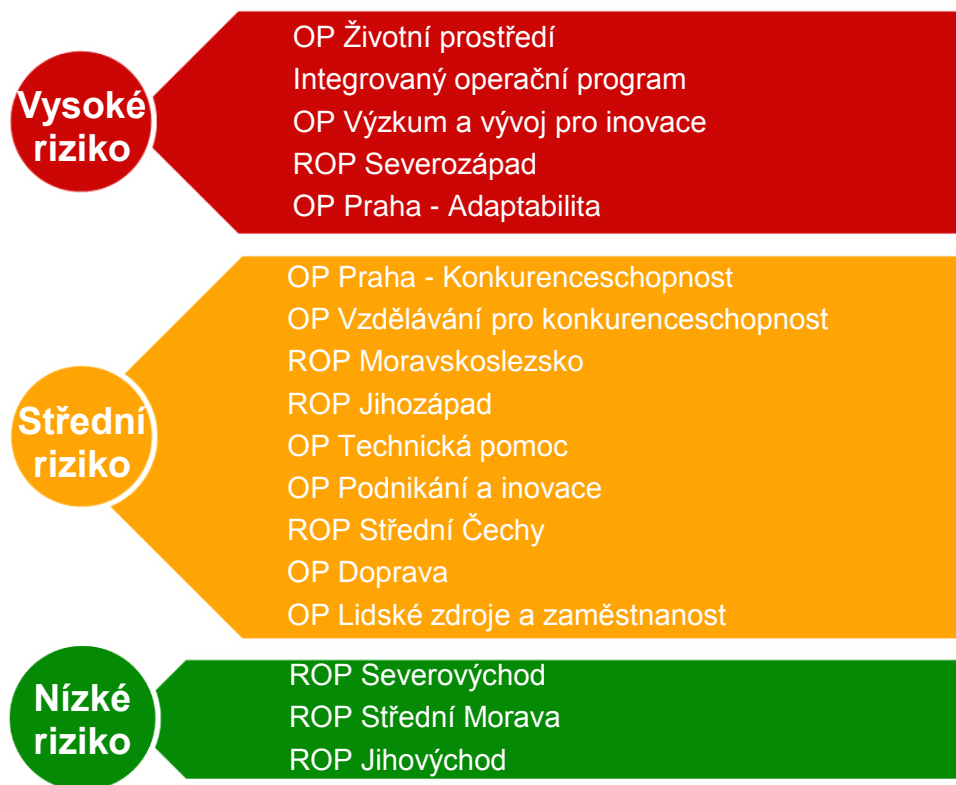 Vysoké
riziko
OP Životní prostředí
Integrovaný operační program
OP Výzkum a vývoj pro inovace
ROP Severozápad
OP Praha - Adaptabilita
Střední
riziko
OP Praha - Konkurenceschopnost
OP Vzdělávání pro konkurenceschopnost
ROP Moravskoslezsko
ROP Jihozápad
OP Technická pomoc
OP Podnikání a inovace
ROP Střední Čechy
OP Doprava
OP Lidské zdroje a zaměstnanost
Nízké
riziko
ROP Severovýchod
ROP Střední Morava
ROP Jihovýchod